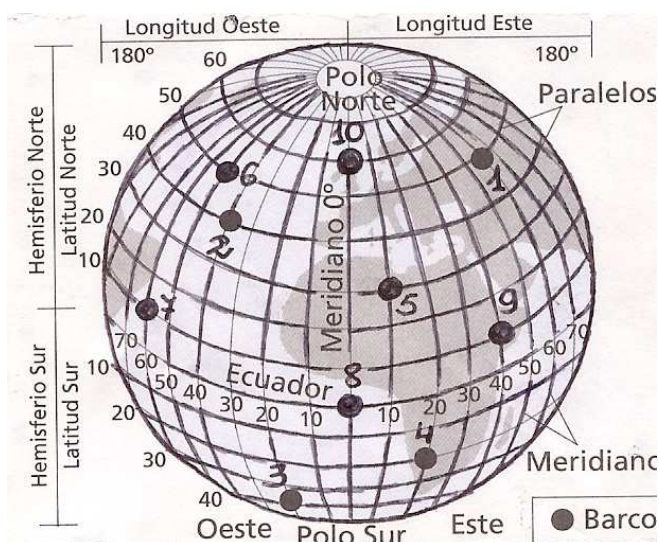 Longitud Oeste
Longitud Este
180º
180º
Hemisferio Norte
Latitud Norte
Hemisferio Sur
Latitud Sur
60
50
40
30
20
10
10
20
30
40
Polo
Norte
10
Paralelos
6
1
2
Meridiano 0°
5
7
9
70
60
50
40
30
20
10
Ecuador
8
10
20
30
40
50
60
70
4
3
Meridiano
Oeste
Polo Sur
Este
Barco